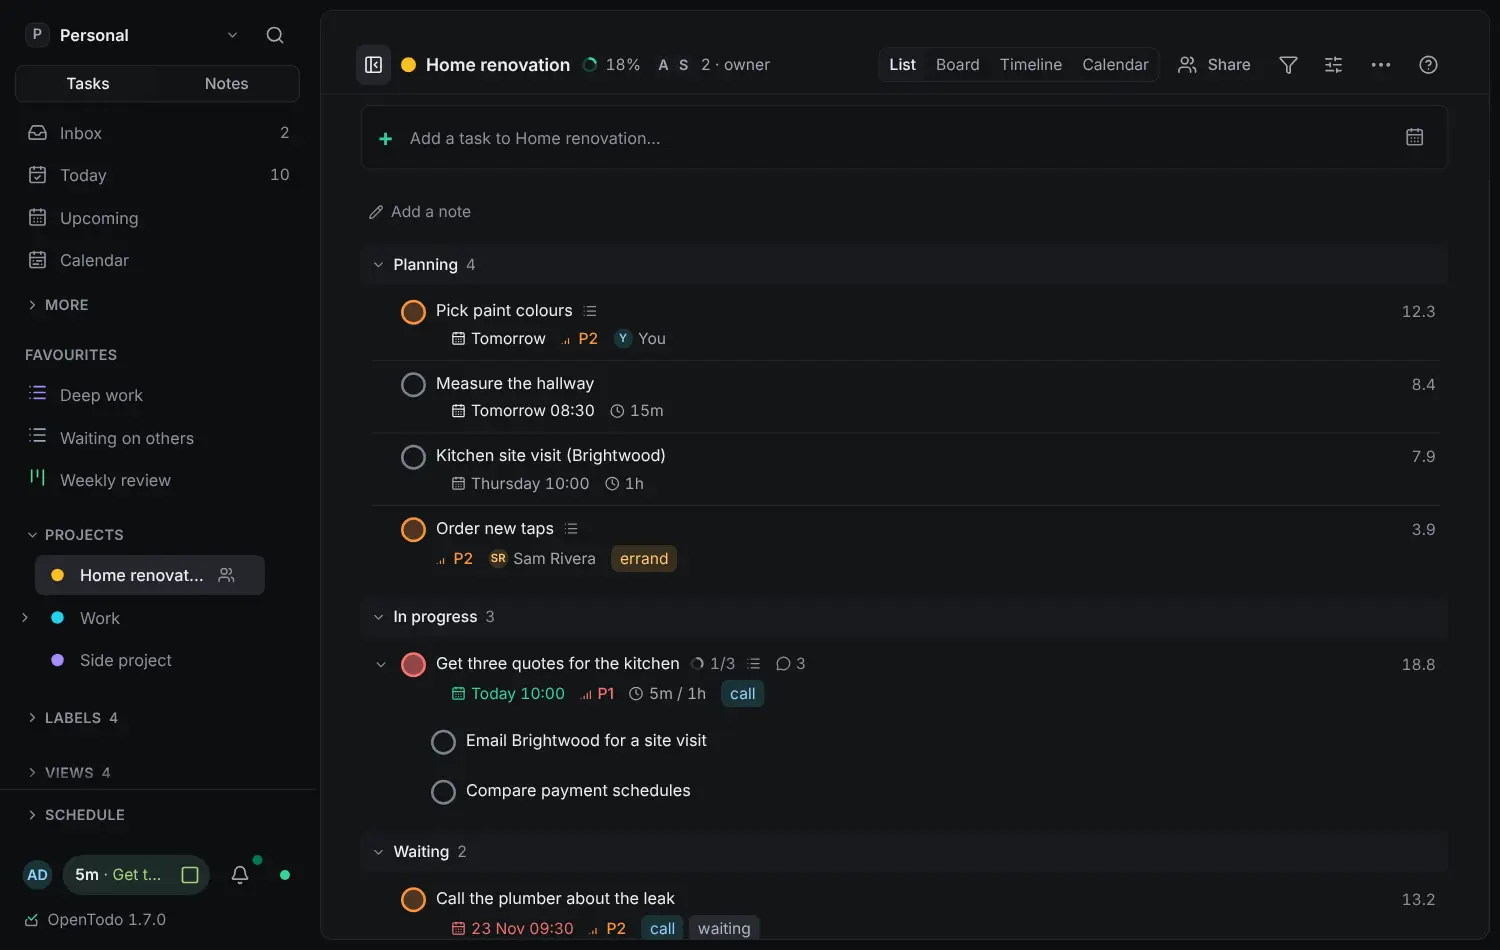 P Personal
Tasks Notes
Inbox 2
Today 10
Upcoming
Calendar
MORE
FAVOURITES
Deep work
Waiting on others
Weekly review
PROJECTS
Home renovat...
Work
Side project
LABELS 4
VIEWS 4
SCHEDULE
AD 5m · Get t...
OpenTodo 1.7.0
Home renovation 18% A S 2 · owner List Board Timeline Calendar Share
Add a task to Home renovation...
Add a note
Planning 4
Pick paint colours 12.3
Tomorrow P2 Y You
Measure the hallway 8.4
Tomorrow 08:30 15m
Kitchen site visit (Brightwood) 7.9
Thursday 10:00 1h
Order new taps 3.9
P2 SR Sam Rivera errand
In progress 3
Get three quotes for the kitchen 1/3 3 18.8
Today 10:00 P1 5m / 1h call
Email Brightwood for a site visit
Compare payment schedules
Waiting 2
Call the plumber about the leak 13.2
23 Nov 09:30 P2 call waiting